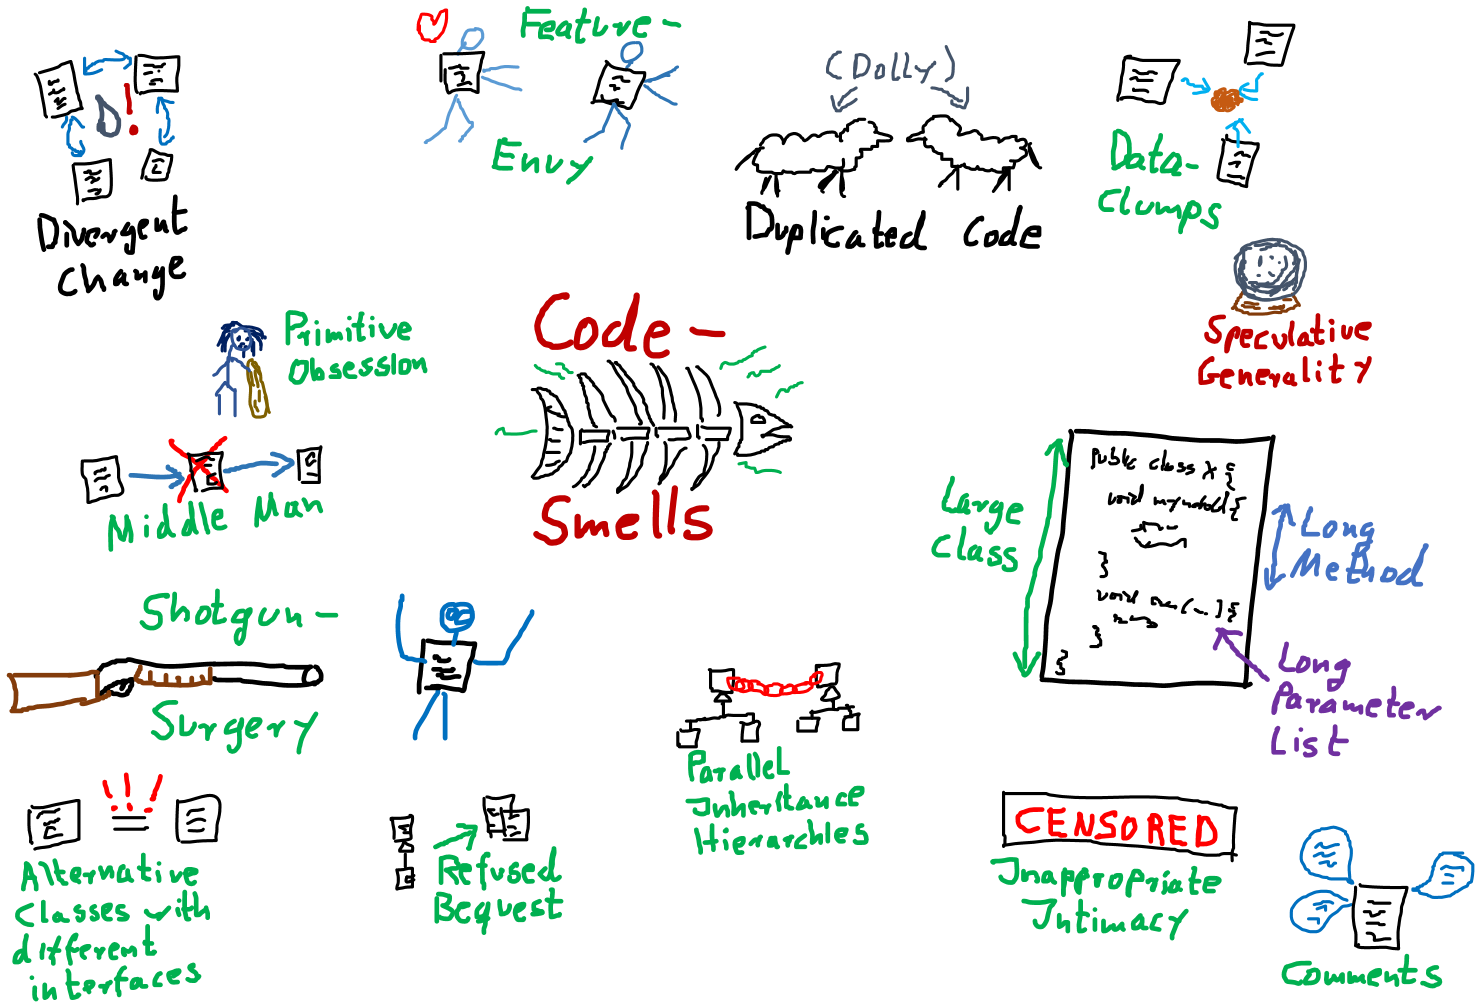 Feature-
Envy
(Dolly)
Duplicated Code
Data-
Clumps
Divergent
Change
Speculative
Generality
Primitive
Obsession
Code-
Smells
Middle Man
Large
Class
public class X {
void
{
}
void (...) {
}
}
Long
Method
Long
Parameter
List
Shotgun-
Surgery
Parallel
Inheritance
Hierarchies
Alternative
Classes with
different
interfaces
Refused
Bequest
CENSORED
Inappropriate
Intimacy
Comments